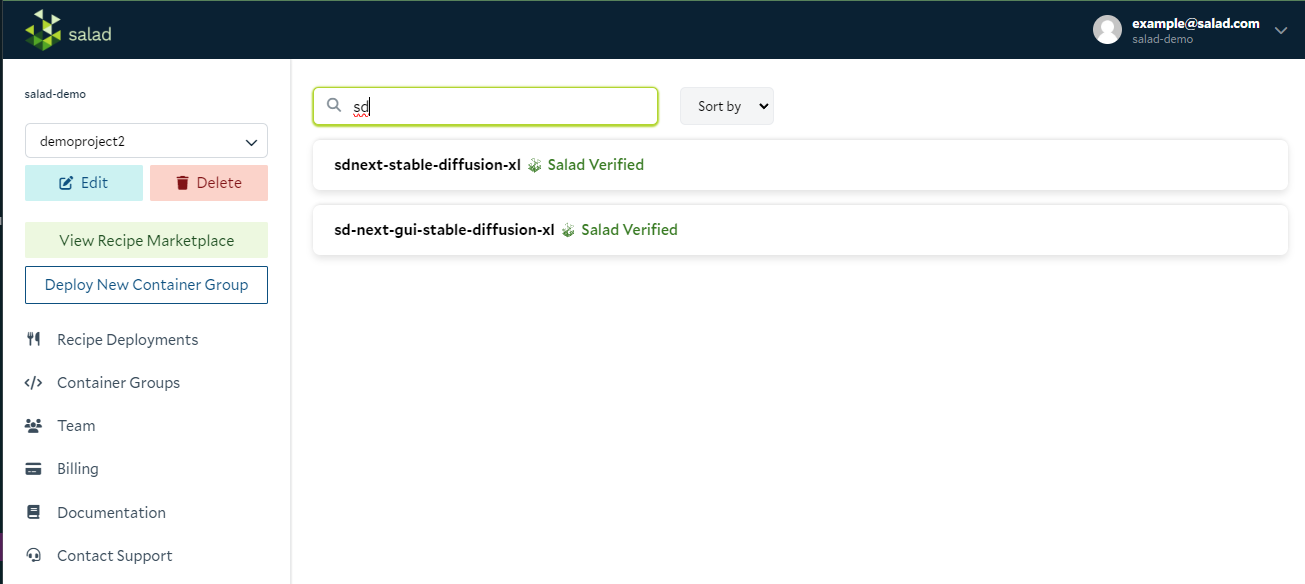 salad
example@salad.com
salad-demo
salad-demo
demoproject2
Edit
Delete
View Recipe Marketplace
Deploy New Container Group
Recipe Deployments
Container Groups
Team
Billing
Documentation
Contact Support
sd
Sort by
sdnext-stable-diffusion-xl Salad Verified
sd-next-gui-stable-diffusion-xl Salad Verified